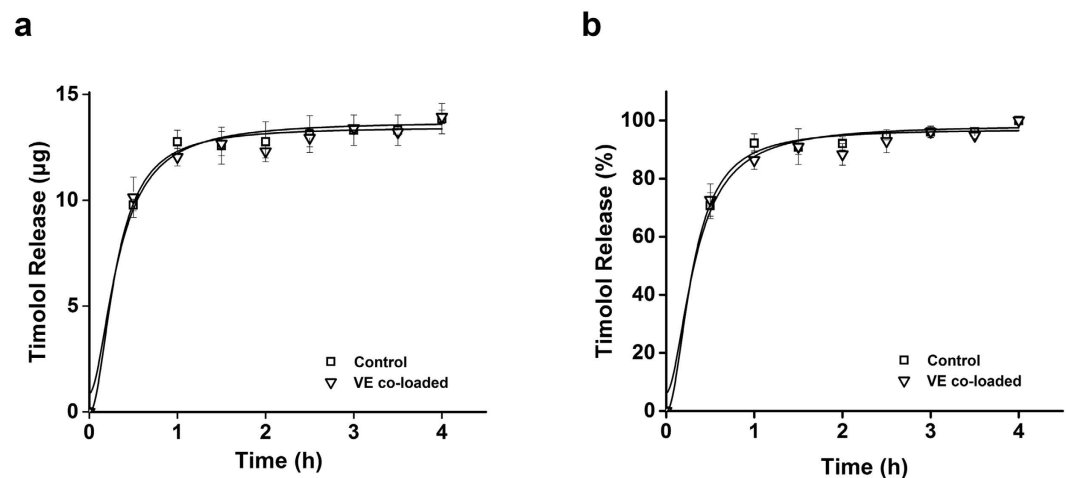 a
15
10
5
0
0 1 2 3 4
Timolol Release (µg)
Time (h)
Control
VE co-loaded
b
100
80
60
40
20
0
0 1 2 3 4
Timolol Release (%)
Time (h)
Control
VE co-loaded